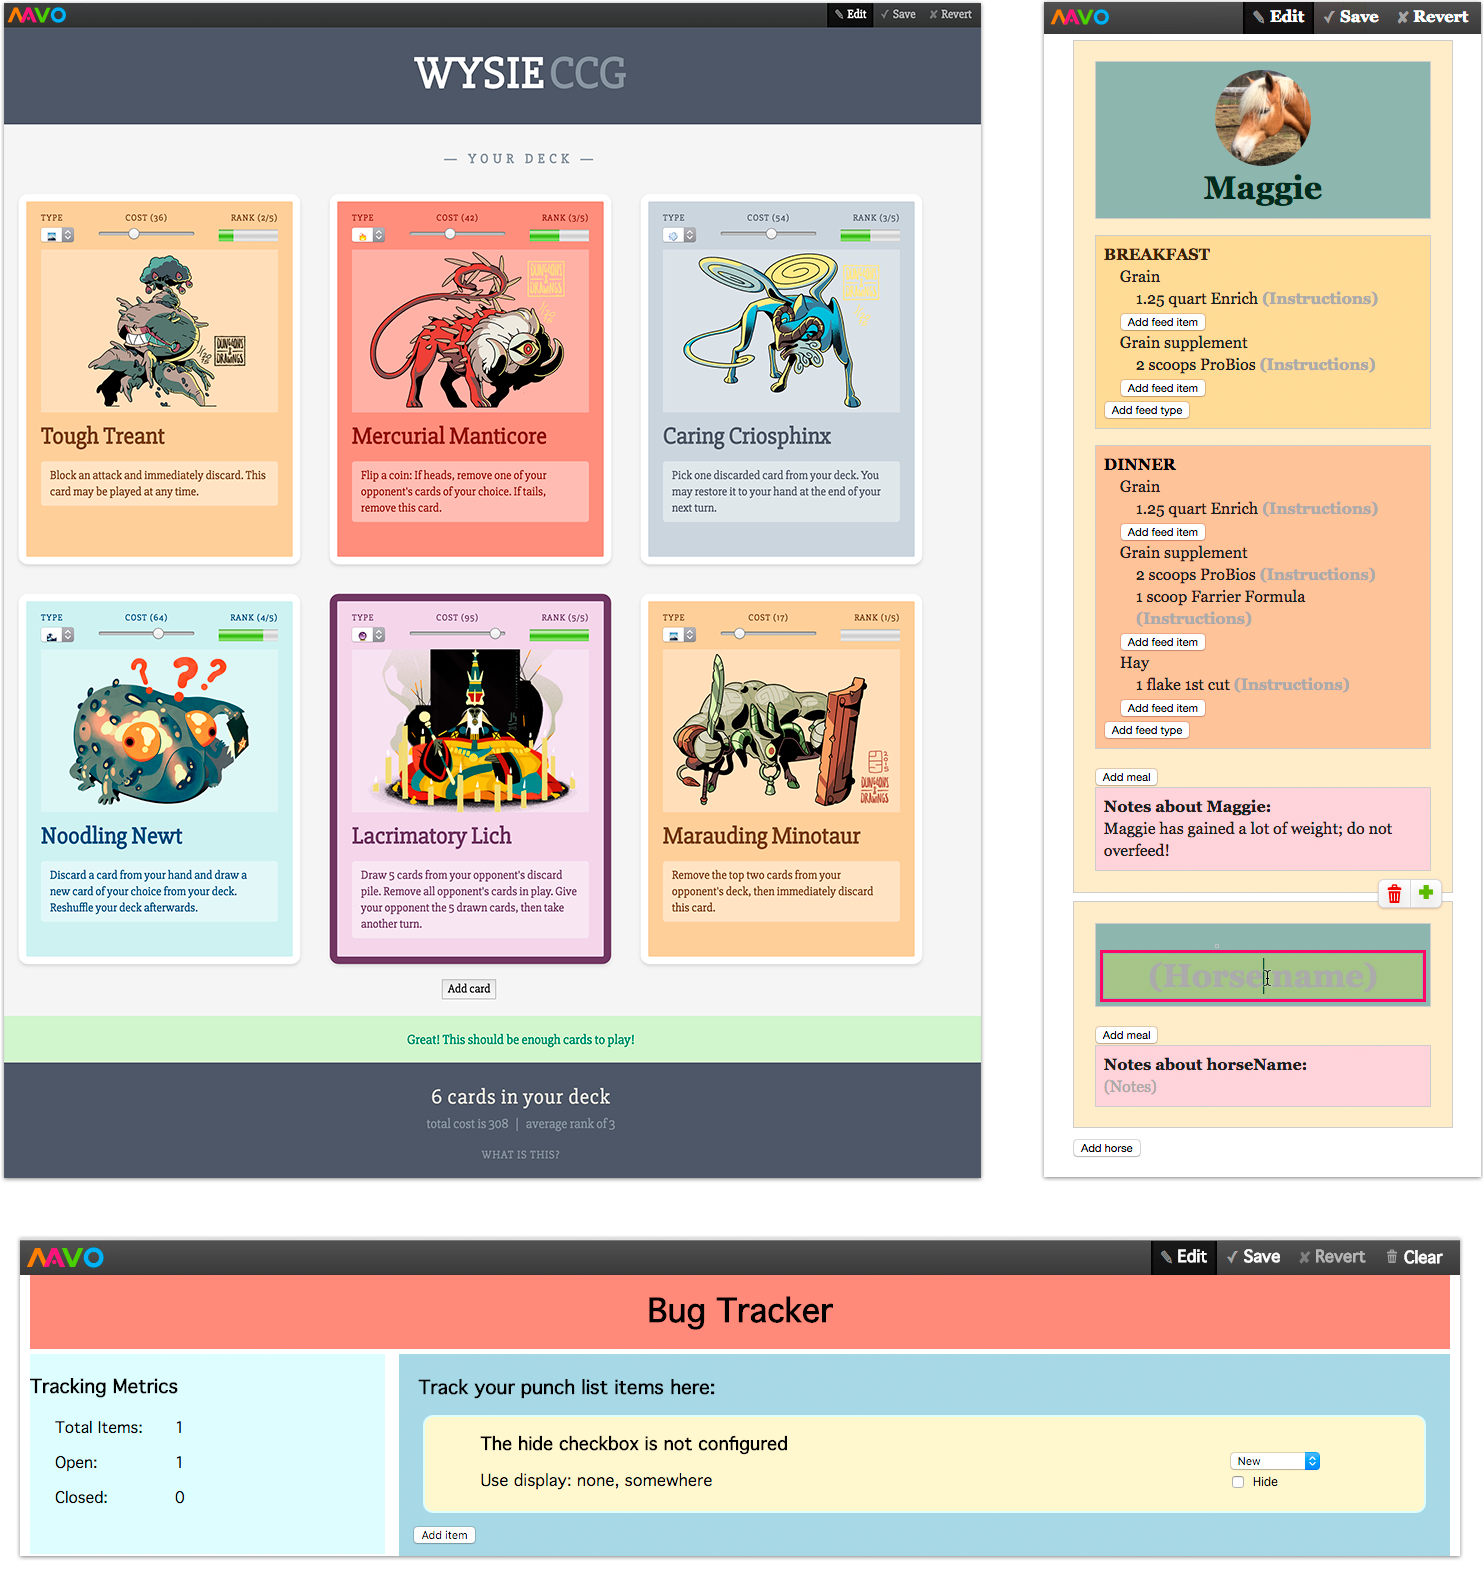 MAVO
Edit
Save
Revert
WYSIE CCG
— YOUR DECK —
TYPE
COST (36)
RANK (2/5)
DUNGEONS & DRAWINGS
Tough Treant
Block an attack and immediately discard. This
card may be played at any time.
TYPE
COST (42)
RANK (3/5)
DUNGEONS & DRAWINGS
Mercurial Manticore
Flip a coin: If heads, remove one of your
opponent's cards of your choice. If tails,
remove this card.
TYPE
COST (54)
RANK (3/5)
DUNGEONS & DRAWINGS
Caring Criosphinx
Pick one discarded card from your deck. You
may restore it to your hand at the end of your
next turn.
TYPE
COST (64)
RANK (4/5)
? ? ?
Noodling Newt
Discard a card from your hand and draw a
new card of your choice from your deck.
Reshuffle your deck afterwards.
TYPE
COST (95)
RANK (5/5)
Lacrimatory Lich
Draw 5 cards from your opponent's discard
pile. Remove all opponent's cards in play. Give
your opponent the 5 drawn cards, then take
another turn.
TYPE
COST (17)
RANK (1/5)
2015
DUNGEONS & DRAWINGS
Marauding Minotaur
Remove the top two cards from your
opponent's deck, then immediately discard
this card.
Add card
Great! This should be enough cards to play!
6 cards in your deck
total cost is 308 | average rank of 3
WHAT IS THIS?
MAVO
Edit
Save
Revert
Maggie
BREAKFAST
Grain
1.25 quart Enrich (Instructions)
Add feed item
Grain supplement
2 scoops ProBios (Instructions)
Add feed item
Add feed type
DINNER
Grain
1.25 quart Enrich (Instructions)
Add feed item
Grain supplement
2 scoops ProBios (Instructions)
1 scoop Farrier Formula
(Instructions)
Add feed item
Hay
1 flake 1st cut (Instructions)
Add feed item
Add feed type
Add meal
Notes about Maggie:
Maggie has gained a lot of weight; do not
overfeed!
(Horse name)
Add meal
Notes about horseName:
(Notes)
Add horse
MAVO
Edit
Save
Revert
Clear
Bug Tracker
Tracking Metrics
Total Items: 1
Open: 1
Closed: 0
Track your punch list items here:
The hide checkbox is not configured
Use display: none, somewhere
New
Hide
Add item